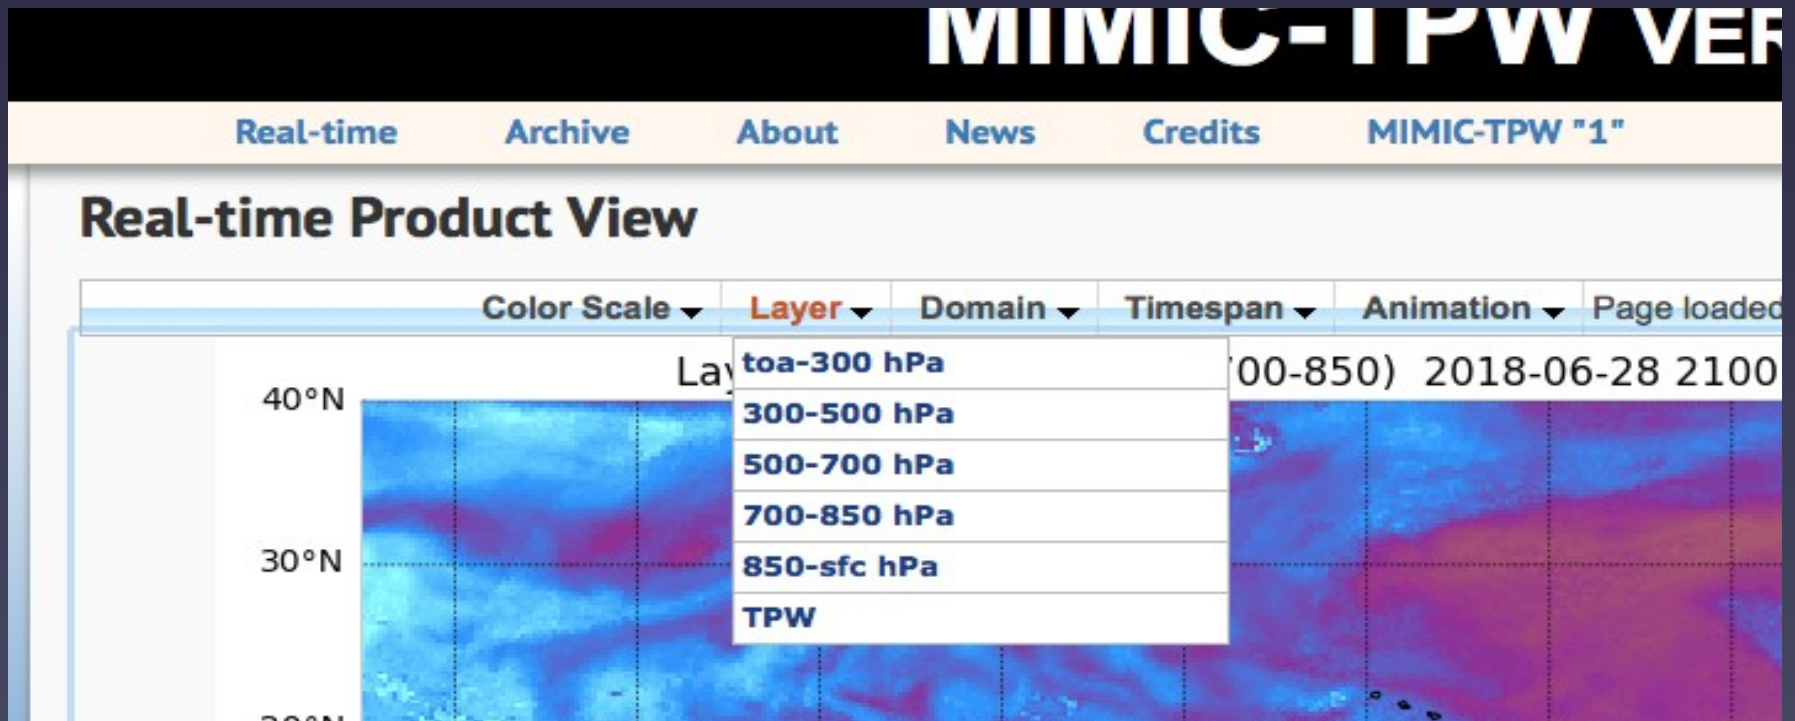 MIMIC-TPW VER
Real-time Archive About News Credits MIMIC-TPW "1"
Real-time Product View
Color Scale Layer Domain Timespan Animation Page loaded
Lay 00-850) 2018-06-28 2100
toa-300 hPa
300-500 hPa
500-700 hPa
700-850 hPa
850-sfc hPa
TPW
40°N
30°N